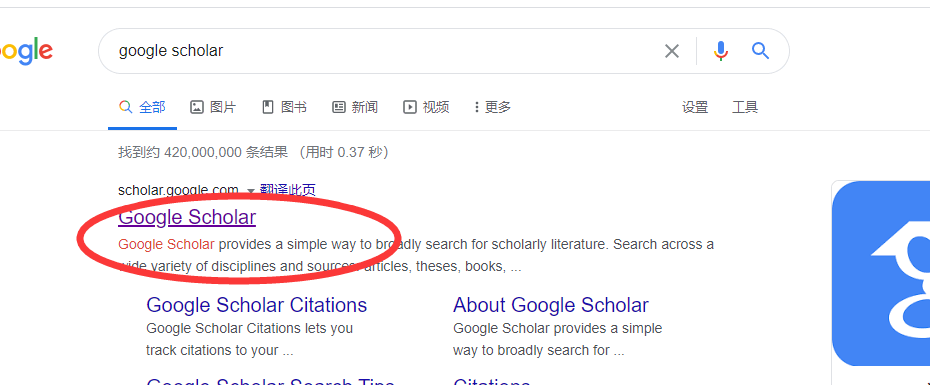 ogle
google scholar
全部 图片 图书 新闻 视频 更多 设置 工具
找到约 420,000,000 条结果 （用时 0.37 秒）
scholar.google.com 翻译此页
Google Scholar
Google Scholar provides a simple way to broadly search for scholarly literature. Search across a
wide variety of disciplines and sources: articles, theses, books, ...
Google Scholar Citations
Google Scholar Citations lets you
track citations to your ...
About Google Scholar
Google Scholar provides a simple
way to broadly search for ...
Google Scholar Search Tips
Citations